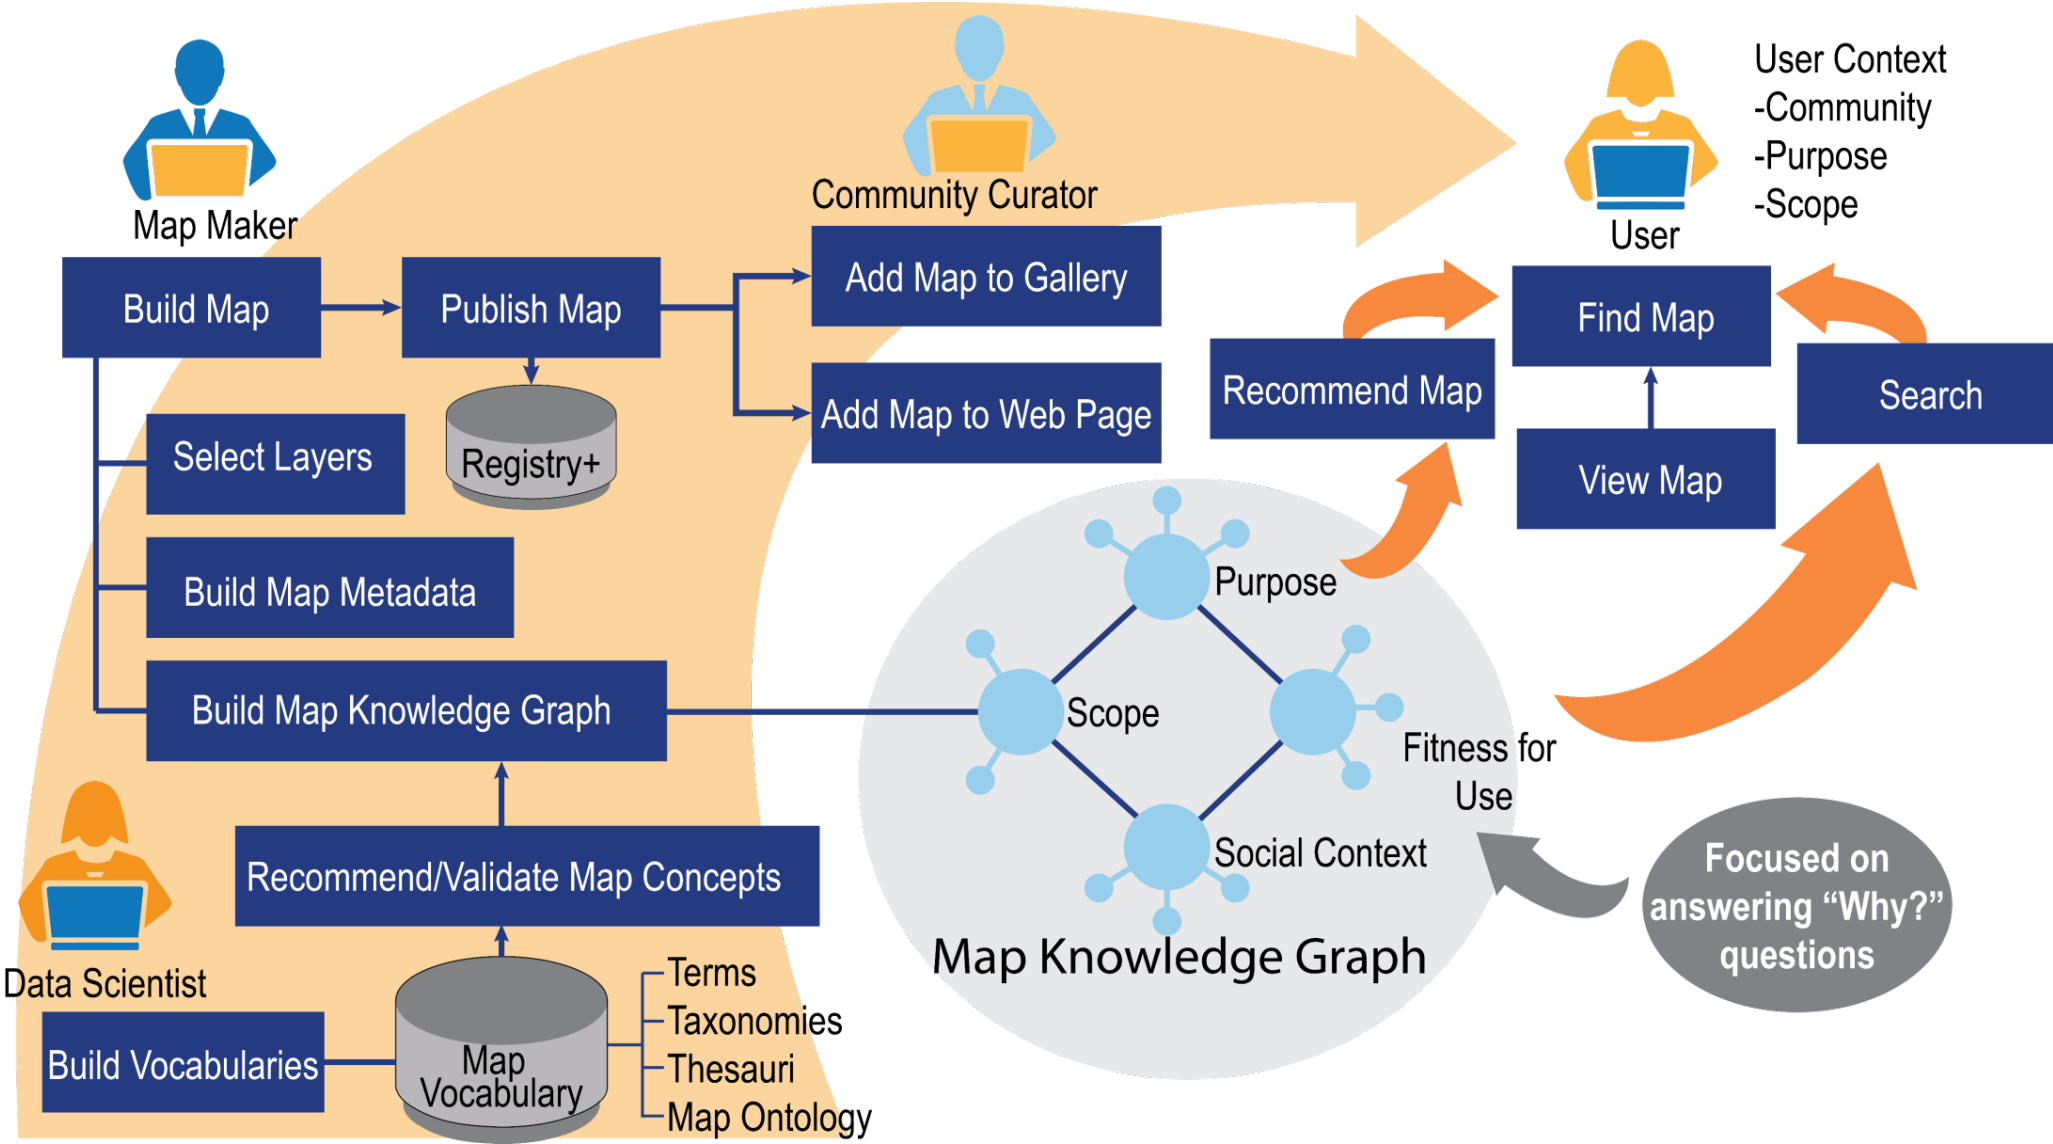 Map Maker
Community Curator
User
User Context
-Community
-Purpose
-Scope
Build Map
Publish Map
Add Map to Gallery
Find Map
Recommend Map
Search
Add Map to Web Page
Registry+
Select Layers
View Map
Build Map Metadata
Build Map Knowledge Graph
Purpose
Scope
Fitness for
Use
Social Context
Map Knowledge Graph
Focused on
answering “Why?”
questions
Recommend/Validate Map Concepts
Data Scientist
Build Vocabularies
Map
Vocabulary
Terms
Taxonomies
Thesauri
Map Ontology